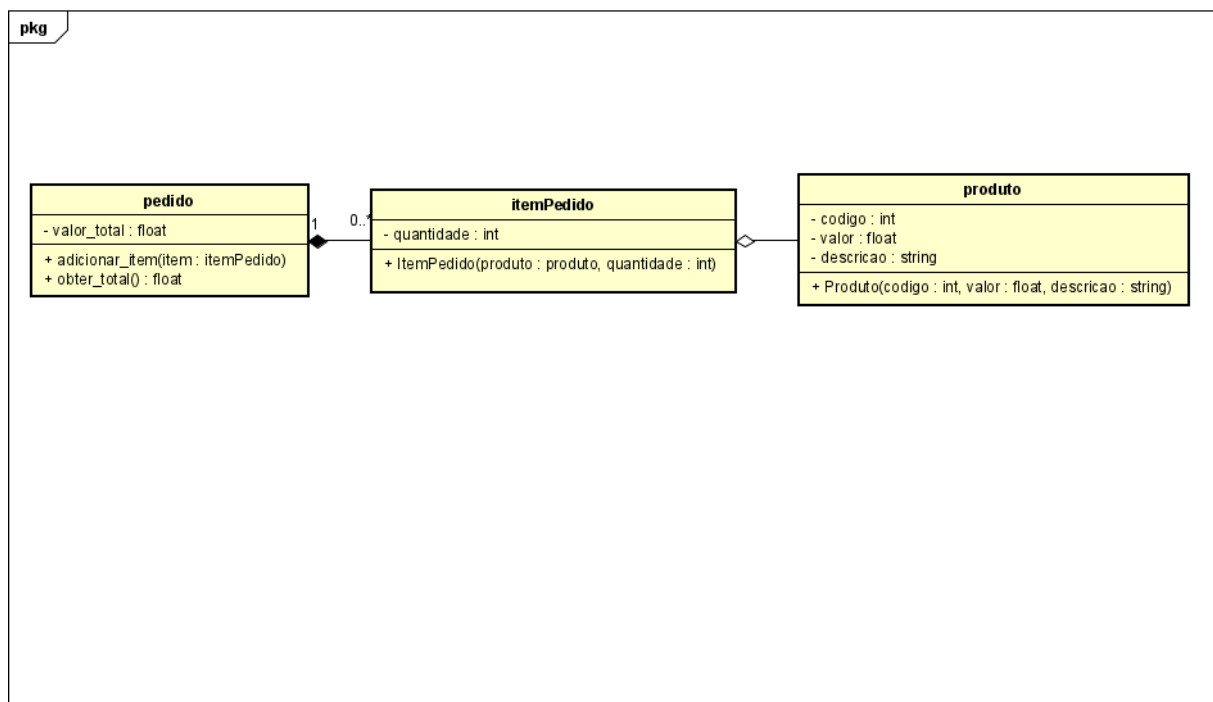 pkg
pedido
- valor_total : float
+ adicionar_item(item : itemPedido)
+ obter_total() : float
1
0..*
itemPedido
- quantidade : int
+ ItemPedido(produto : produto, quantidade : int)
produto
- codigo : int
- valor : float
- descricao : string
+ Produto(codigo : int, valor : float, descricao : string)